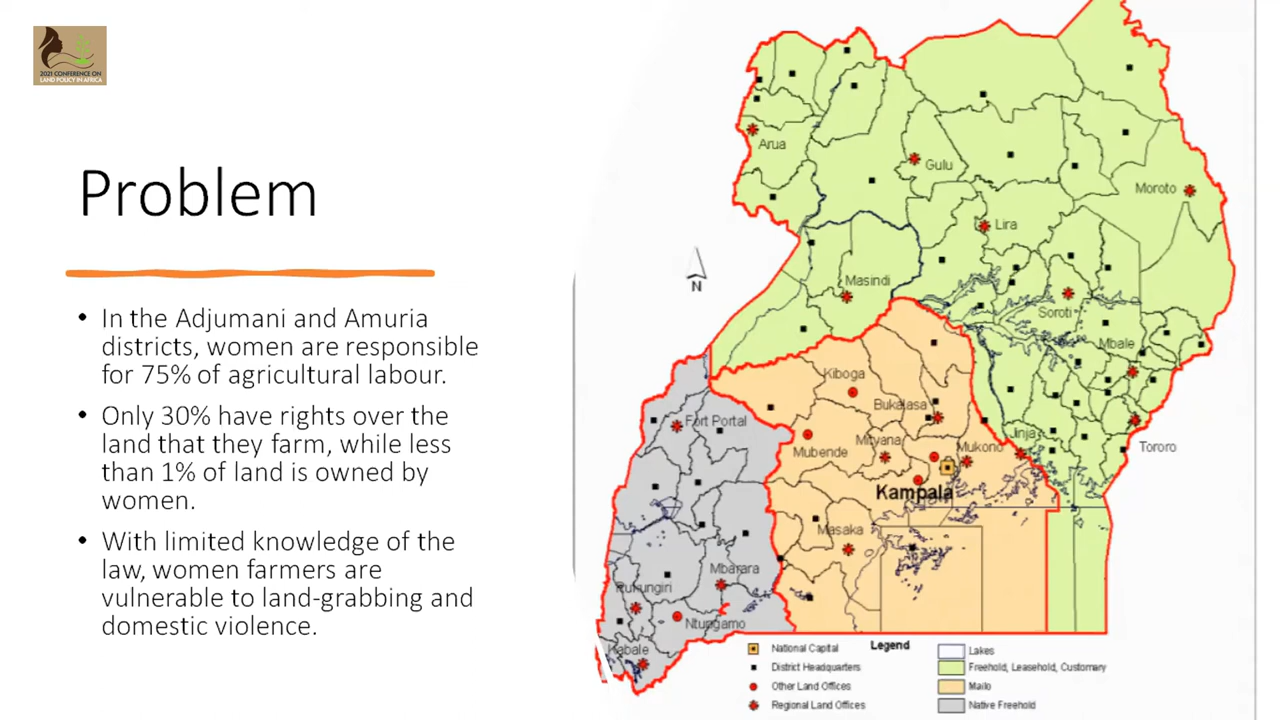 2021 CONFERENCE ON
LAND POLICY IN AFRICA
Problem
• In the Adjumani and Amuria
districts, women are responsible
for 75% of agricultural labour.
• Only 30% have rights over the
land that they farm, while less
than 1% of land is owned by
women.
• With limited knowledge of the
law, women farmers are
vulnerable to land-grabbing and
domestic violence.
Arua
Gulu
Moroto
Lira
N
Masindi
Soroti
Mbale
Kiboga
Bukalasa
Fort Portal
Mityana
Jinja
Mubende
Mukono
Tororo
Kampala
Masaka
Mbarara
Rukungiri
Ntungamo
Kabale
Legend
National Capital
District Headquarters
Other Land Offices
Regional Land Offices
Lakes
Freehold, Leasehold, Customary
Mailo
Native Freehold